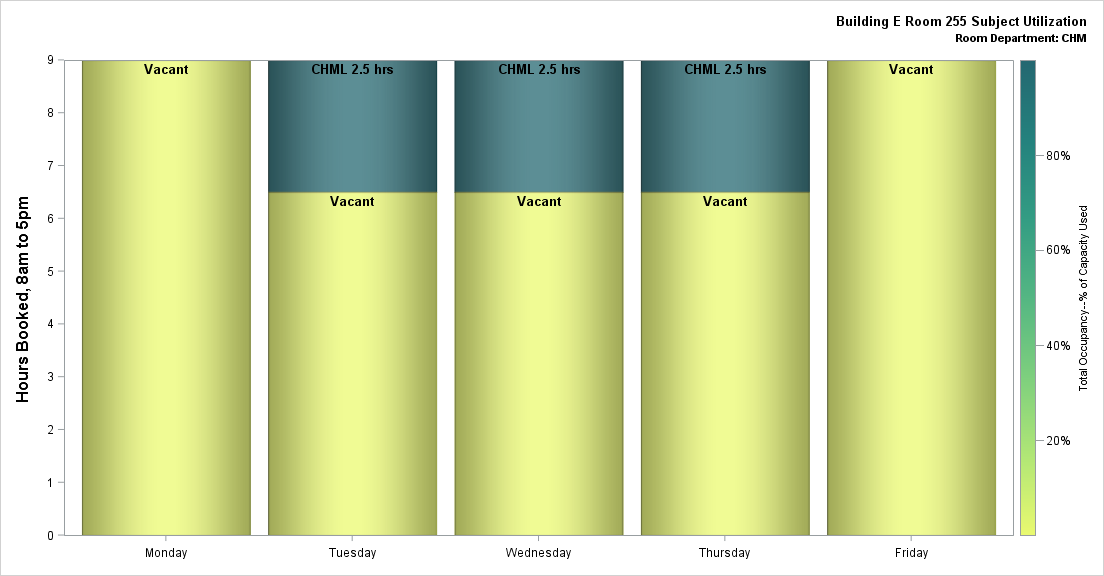 Building E Room 255 Subject Utilization
Room Department: CHM
Hours Booked, 8am to 5pm
9
8
7
6
5
4
3
2
1
0
Vacant
CHML 2.5 hrs
CHML 2.5 hrs
CHML 2.5 hrs
Vacant
Vacant
Vacant
Vacant
Monday
Tuesday
Wednesday
Thursday
Friday
80%
60%
40%
20%
Total Occupancy--% of Capacity Used